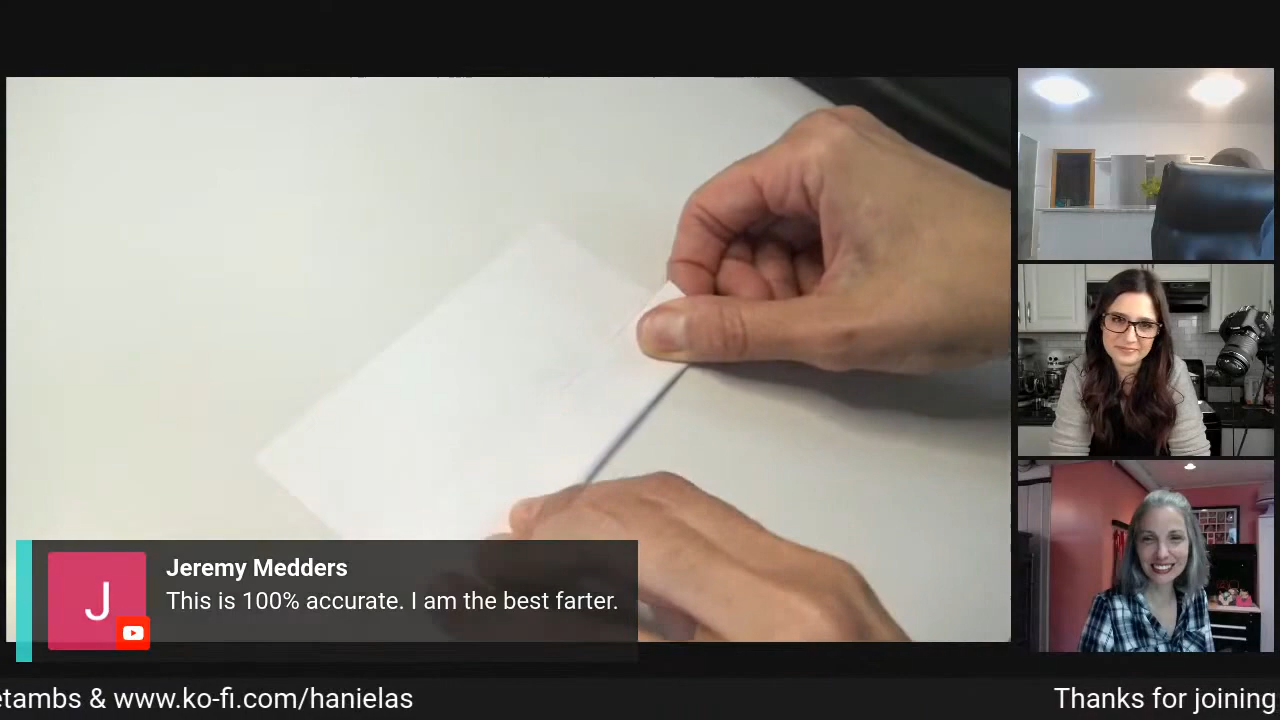 Jeremy Medders
J
This is 100% accurate. I am the best farter.
etambs & www.ko-fi.com/hanielas
Thanks for joining